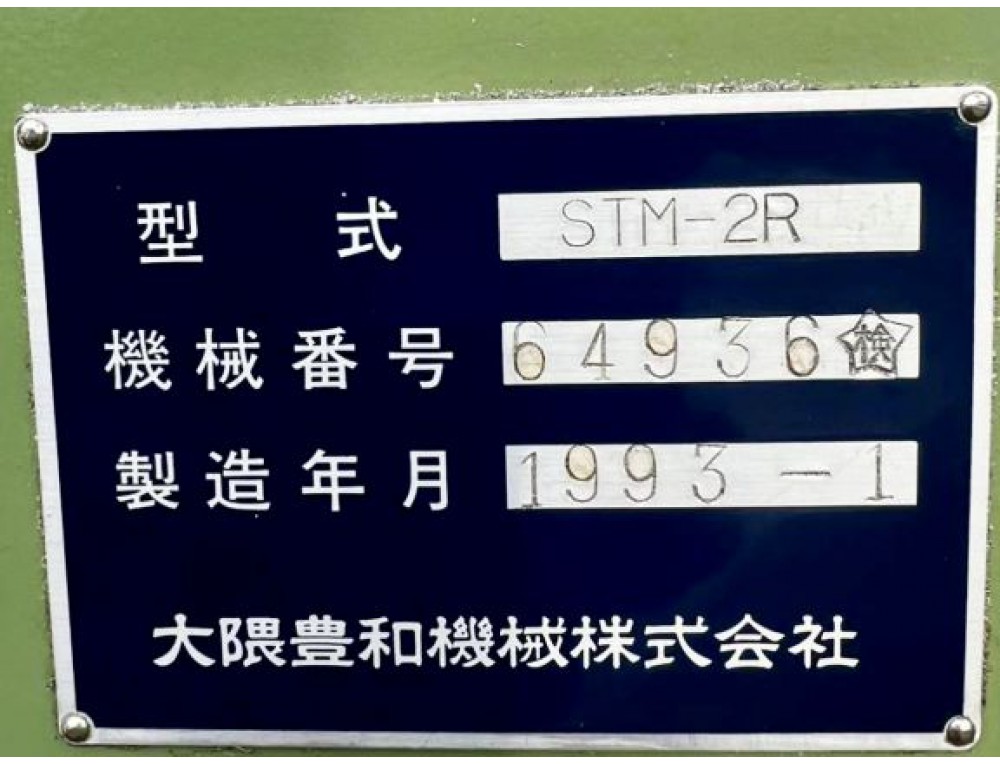 型式 STM-2R
機械番号 64936 検
製造年月 1993-1
大隈豊和機械株式会社